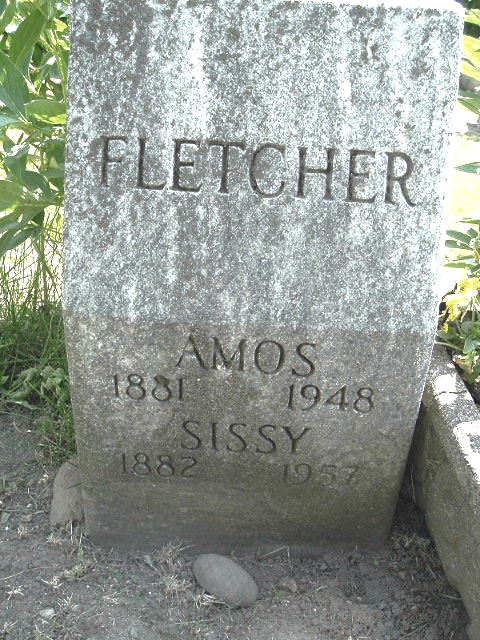 FLETCHER
AMOS
1881 1948
SISSY
1882 1957